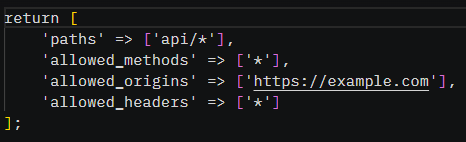 return [
    'paths' => ['api/*'],
    'allowed_methods' => ['*'],
    'allowed_origins' => ['https://example.com'],
    'allowed_headers' => ['*']
];